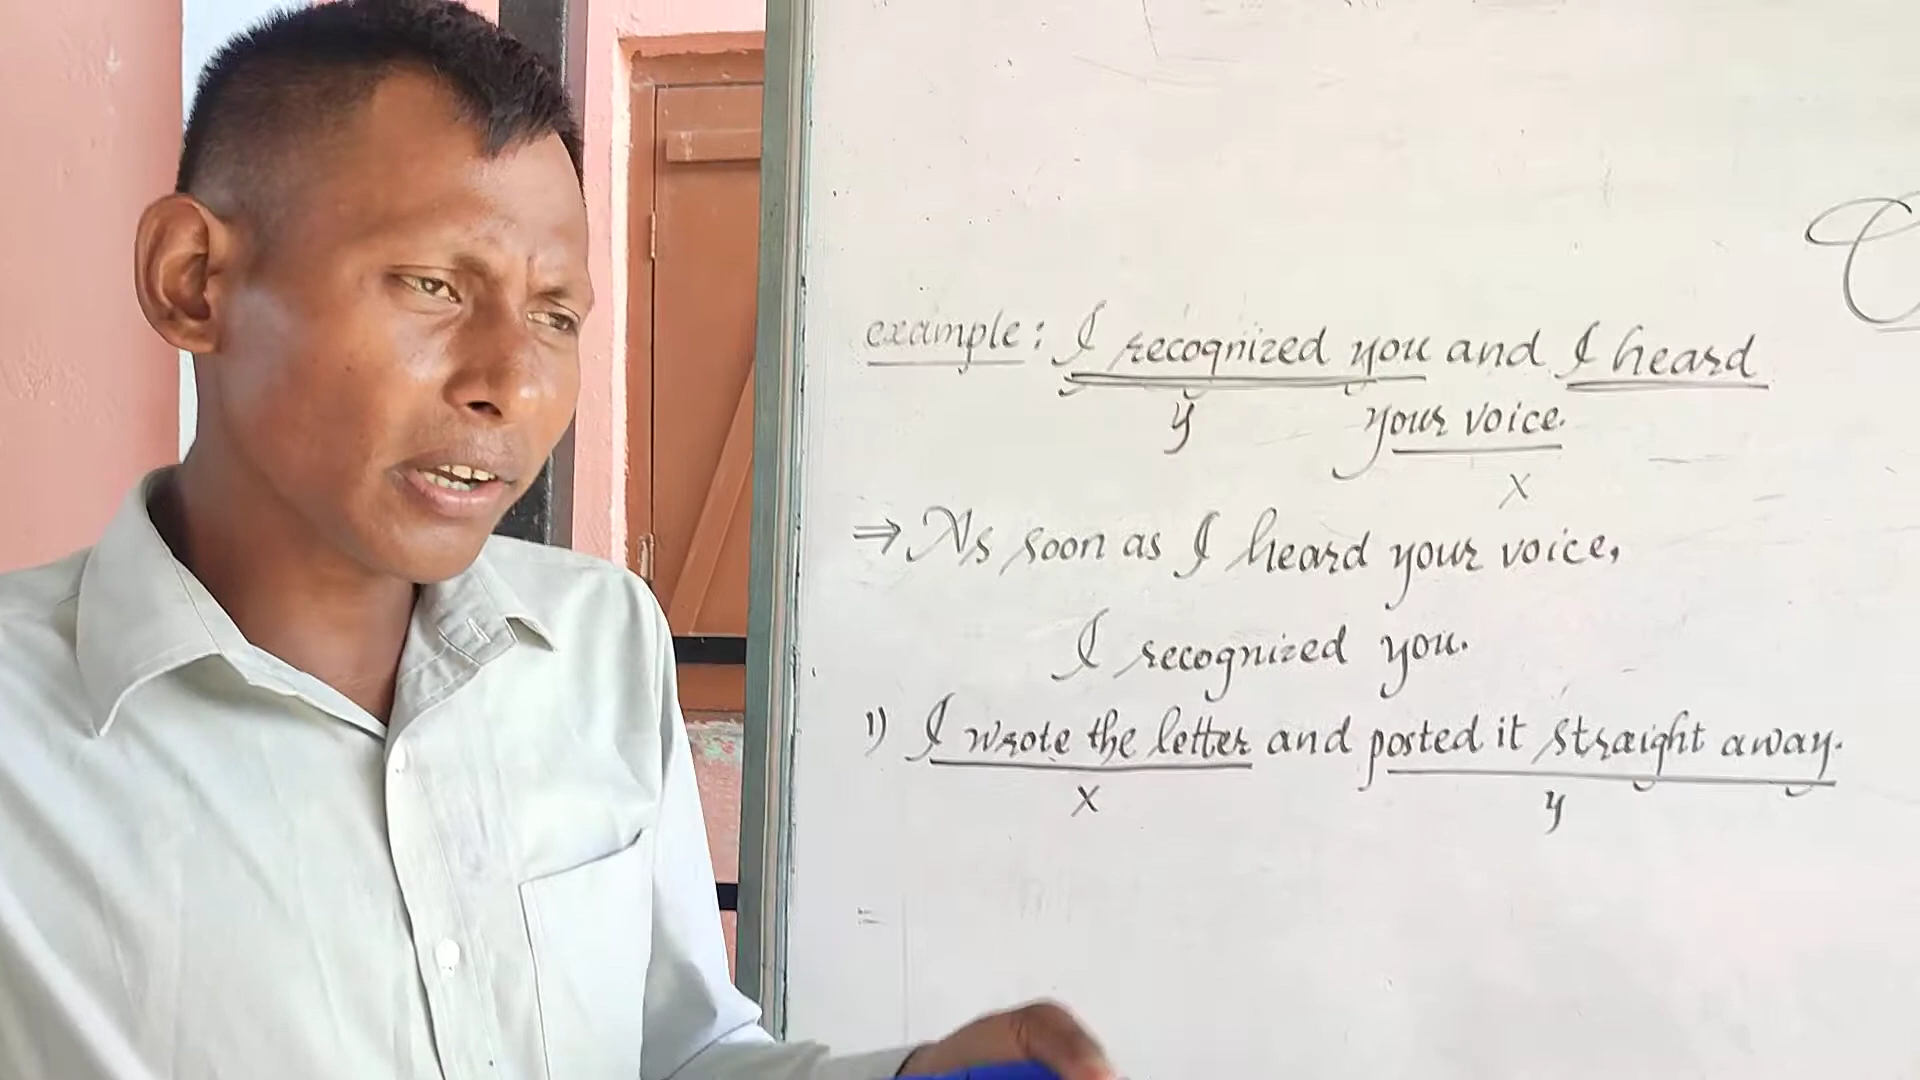 example: I recognized you and I heard
y your voice.
x
⇒ As soon as I heard your voice,
I recognized you.
1) I wrote the letter and posted it straight away.
x y
=